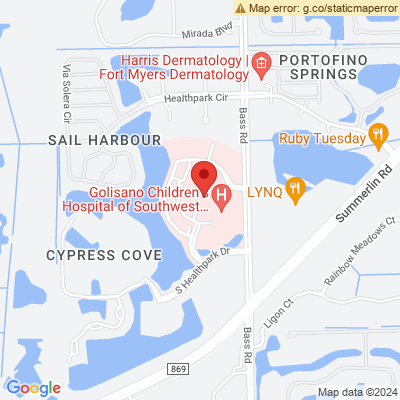 Map error: g.co/staticmaperror
Mirada Blvd
Harris Dermatology |
Fort Myers Dermatology
PORTOFINO
SPRINGS
Via Solera Cir
Healthpark Cir
Bass Rd
SAIL HARBOUR
Ruby Tuesday
Golisano Children's
Hospital of Southwest...
H
LYNQ
Summerlin Rd
CYPRESS COVE
S Healthpark Dr
Rainbow Meadows Ct
Ligon Ct
Bass Rd
869
Google
Map data ©2024